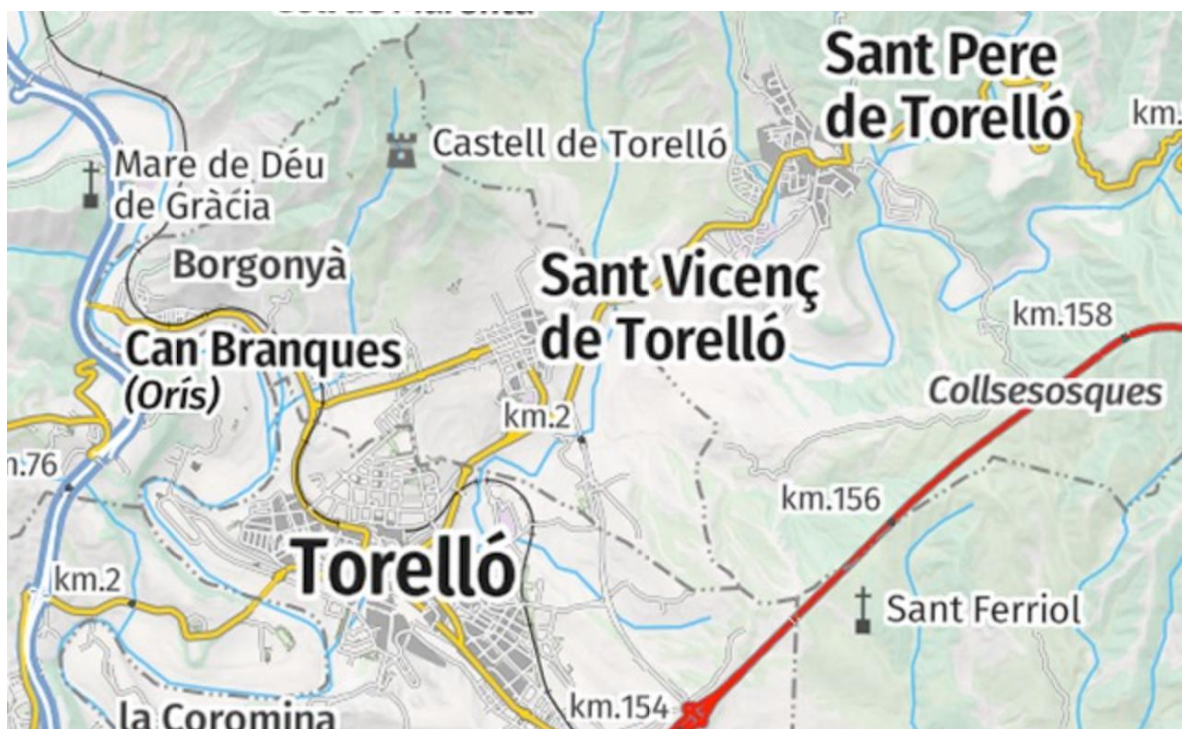 Sant Pere
de Torelló
km.
Castell de Torelló
Mare de Déu
de Gràcia
Borgonyà
Sant Vicenç
de Torelló
km.158
Can Branques
(Orís)
Collsesosques
km.2
km.156
Torelló
km.2
Sant Ferriol
km.154
la Coromina